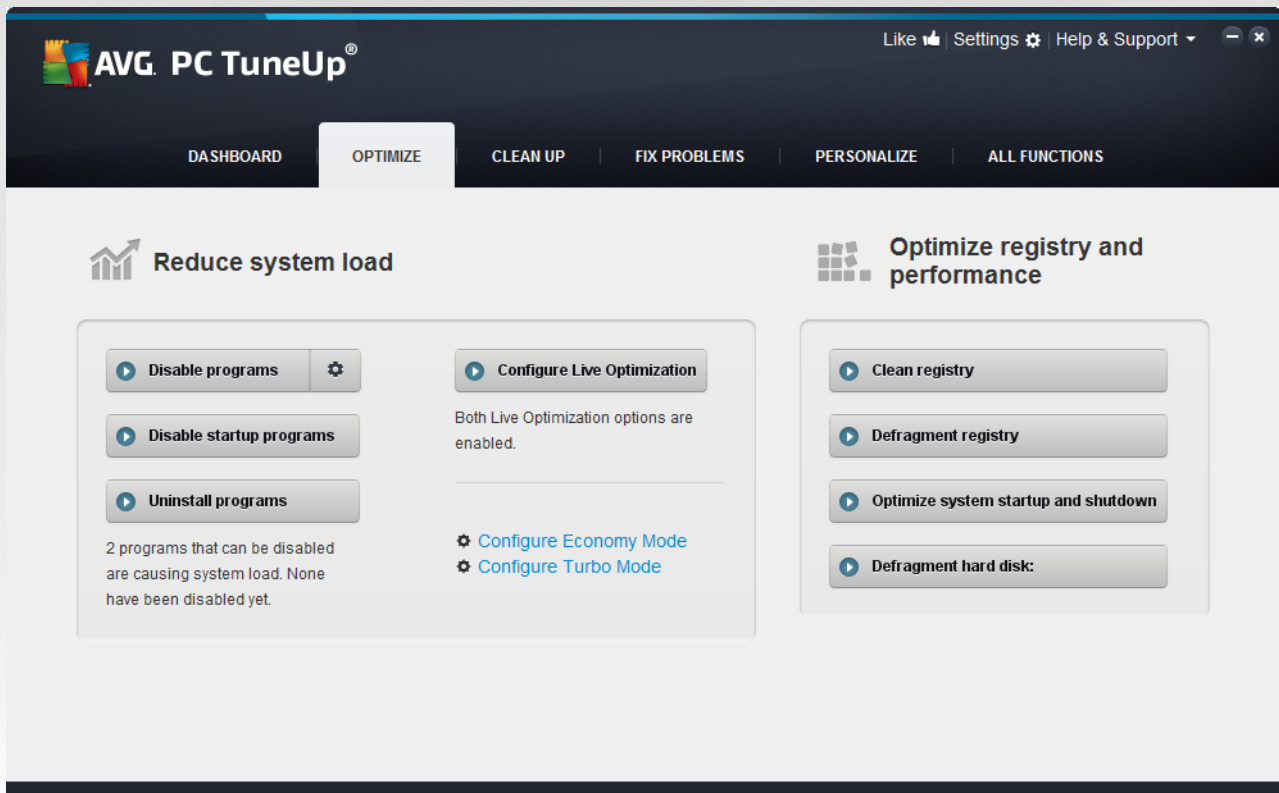 AVG. PC TuneUp®
Like | Settings | Help & Support
DASHBOARD
OPTIMIZE
CLEAN UP
FIX PROBLEMS
PERSONALIZE
ALL FUNCTIONS
Reduce system load
Disable programs
Disable startup programs
Uninstall programs
2 programs that can be disabled
are causing system load. None
have been disabled yet.
Configure Live Optimization
Both Live Optimization options are
enabled.
Configure Economy Mode
Configure Turbo Mode
Optimize registry and
performance
Clean registry
Defragment registry
Optimize system startup and shutdown
Defragment hard disk: